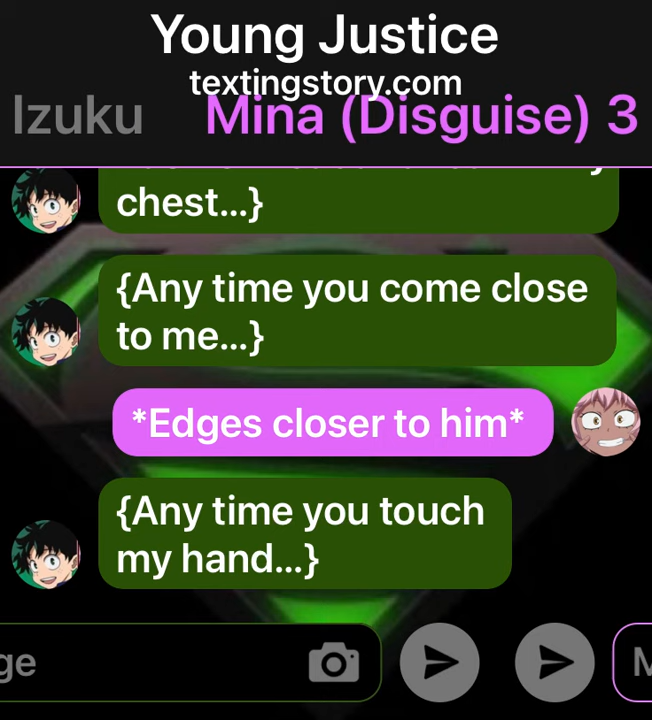 Young Justice
textingstory.com
Izuku
Mina (Disguise) 3
chest...}
{Any time you come close
to me...}
*Edges closer to him*
{Any time you touch
my hand...}
ge
M